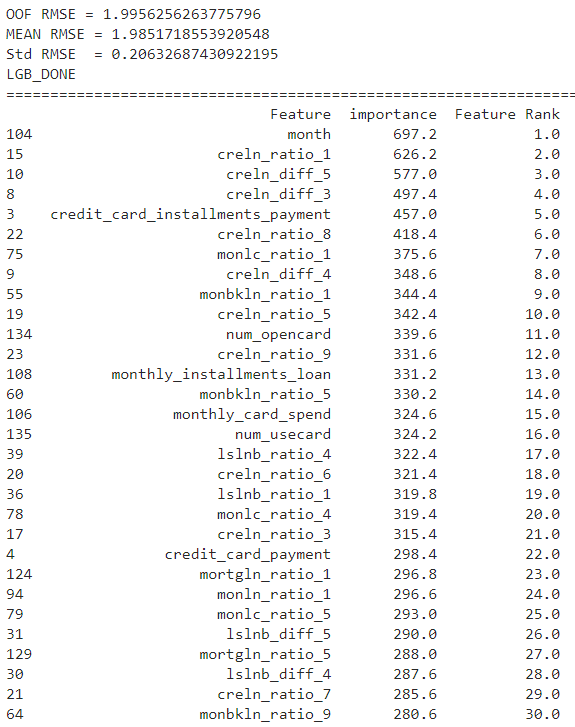 OOF RMSE = 1.9956256263775796
MEAN RMSE = 1.9851718553920548
Std RMSE  = 0.20632687430922195
LGB_DONE
=================================================================
Feature  importance  Feature Rank
104 month 697.2 1.0
15 creln_ratio_1 626.2 2.0
10 creln_diff_5 577.0 3.0
8 creln_diff_3 497.4 4.0
3 credit_card_installments_payment 457.0 5.0
22 creln_ratio_8 418.4 6.0
75 monlc_ratio_1 375.6 7.0
9 creln_diff_4 348.6 8.0
55 monbkln_ratio_1 344.4 9.0
19 creln_ratio_5 342.4 10.0
134 num_opencard 339.6 11.0
23 creln_ratio_9 331.6 12.0
108 monthly_installments_loan 331.2 13.0
60 monbkln_ratio_5 330.2 14.0
106 monthly_card_spend 324.6 15.0
135 num_usecard 324.2 16.0
39 lslnb_ratio_4 322.4 17.0
20 creln_ratio_6 321.4 18.0
36 lslnb_ratio_1 319.8 19.0
78 monlc_ratio_4 319.4 20.0
17 creln_ratio_3 315.4 21.0
4 credit_card_payment 298.4 22.0
124 mortgln_ratio_1 296.8 23.0
94 monln_ratio_1 296.6 24.0
79 monlc_ratio_5 293.0 25.0
31 lslnb_diff_5 290.0 26.0
129 mortgln_ratio_5 288.0 27.0
30 lslnb_diff_4 287.6 28.0
21 creln_ratio_7 285.6 29.0
64 monbkln_ratio_9 280.6 30.0